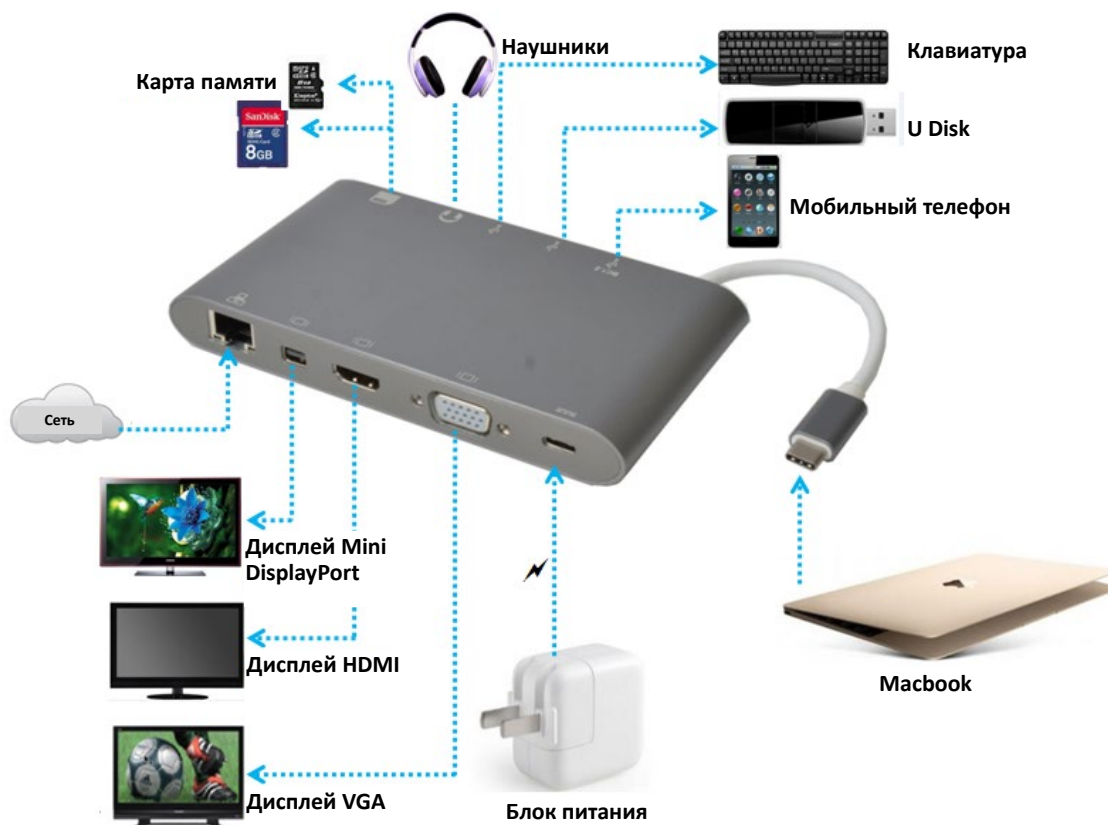 Наушники
Клавиатура
Карта памяти
SanDisk
8GB
U Disk
Мобильный телефон
Сеть
Дисплей Mini
DisplayPort
Дисплей HDMI
Macbook
Дисплей VGA
Блок питания